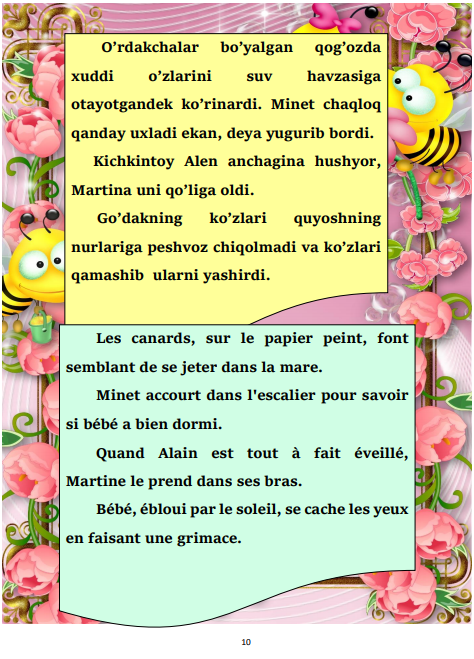 O’rdakchalar bo’yalgan qog’ozda
xuddi o’zlarini suv havzasiga
otayotgandek ko’rinardi. Minet chaqloq
qanday uxladi ekan, deya yugurib bordi.
Kichkintoy Alen anchagina hushyor,
Martina uni qo’liga oldi.
Go’dakning ko’zlari quyoshning
nurlariga peshvoz chiqolmadi va ko’zlari
qamashib ularni yashirdi.
Les canards, sur le papier peint, font
semblant de se jeter dans la mare.
Minet accourt dans l'escalier pour savoir
si bébé a bien dormi.
Quand Alain est tout à fait éveillé,
Martine le prend dans ses bras.
Bébé, ébloui par le soleil, se cache les yeux
en faisant une grimace.
10